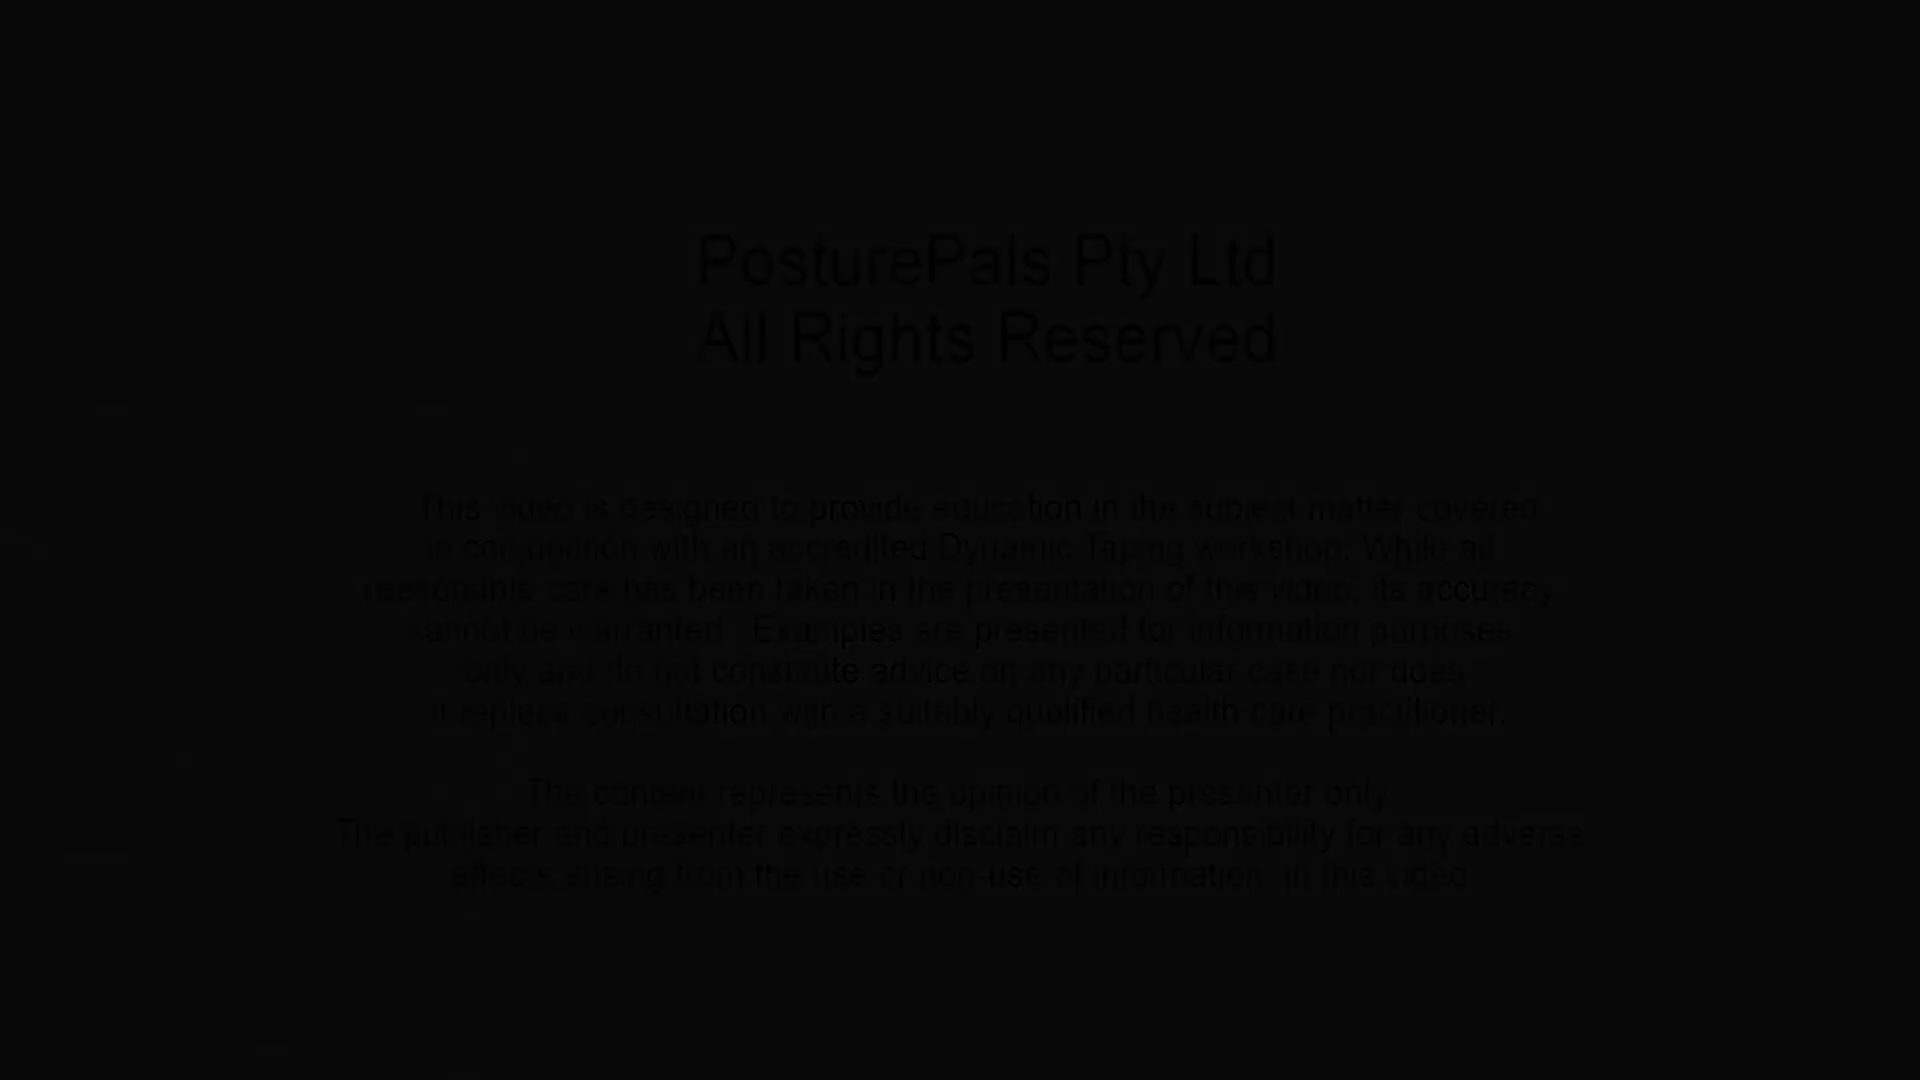 PosturePals Pty Ltd
All Rights Reserved
This video is designed to provide education in the subject matter covered
in conjunction with an accredited Dynamic Taping workshop. While all
reasonable care has been taken in the presentation of this video, its accuracy
cannot be warranted. Examples are presented for information purposes
only and do not constitute advice on any particular case nor does
it replace consultation with a suitably qualified health care practitioner.
The content represents the opinion of the presenter only.
The publisher and presenter expressly disclaim any responsibility for any adverse
effects arising from the use or non-use of information in this video.